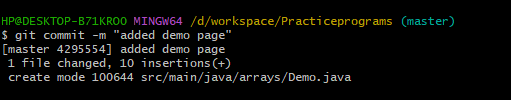 HP@DESKTOP-B71KROO MINGW64 /d/workspace/Practiceprograms (master)
$ git commit -m "added demo page"
[master 4295554] added demo page
 1 file changed, 10 insertions(+)
 create mode 100644 src/main/java/arrays/Demo.java